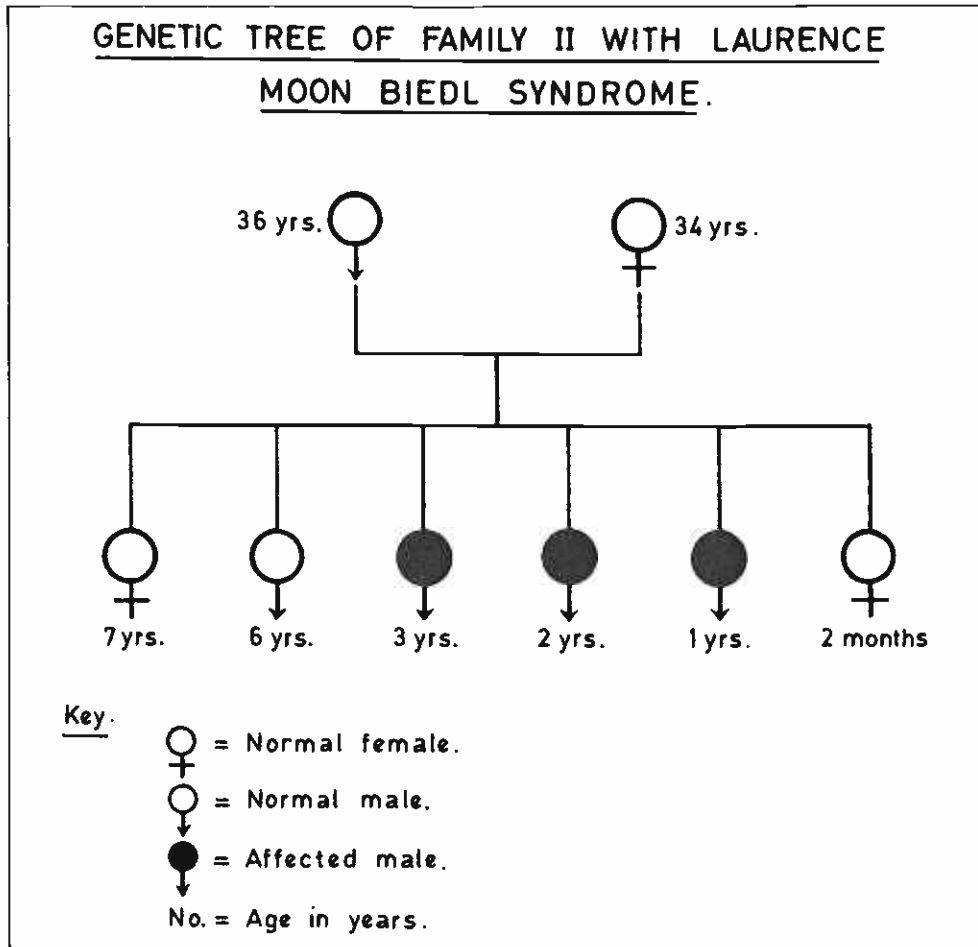 GENETIC TREE OF FAMILY II WITH LAURENCE
MOON BIEDL SYNDROME.
36 yrs. 34 yrs.
7 yrs. 6 yrs. 3 yrs. 2 yrs. 1 yrs. 2 months
Key.
= Normal female.
= Normal male.
= Affected male.
No. = Age in years.